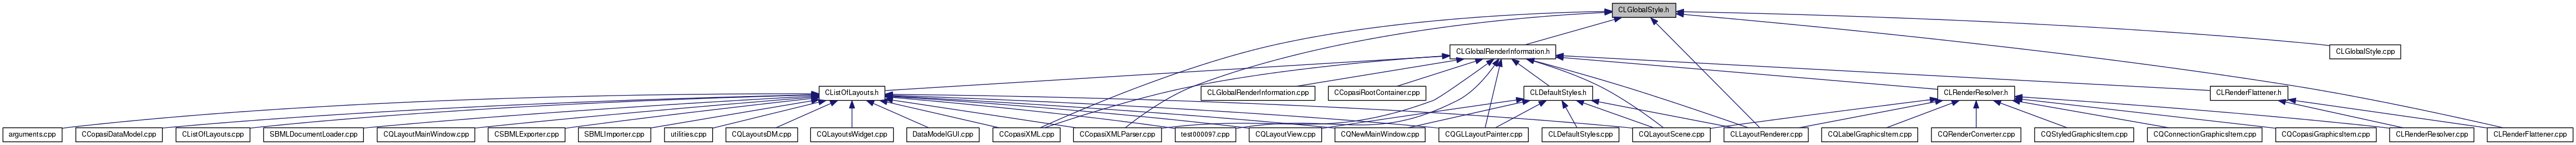 CLGlobalStyle.h
CLGlobalRenderInformation.h
CLGlobalStyle.cpp
CListOfLayouts.h
CLGlobalRenderInformation.cpp
CCopasiRootContainer.cpp
CLDefaultStyles.h
CLRenderResolver.h
CLRenderFlattener.h
arguments.cpp
CCopasiDataModel.cpp
CListOfLayouts.cpp
SBMLDocumentLoader.cpp
CQLayoutMainWindow.cpp
CSBMLExporter.cpp
SBMLImporter.cpp
utilities.cpp
CQLayoutsDM.cpp
CQLayoutsWidget.cpp
DataModelGUI.cpp
CCopasiXML.cpp
CCopasiXMLParser.cpp
test000097.cpp
CQLayoutView.cpp
CQNewMainWindow.cpp
CQGLLayoutPainter.cpp
CLDefaultStyles.cpp
CQLayoutScene.cpp
CLLayoutRenderer.cpp
CQLabelGraphicsItem.cpp
CQRenderConverter.cpp
CQStyledGraphicsItem.cpp
CQConnectionGraphicsItem.cpp
CQCopasiGraphicsItem.cpp
CLRenderResolver.cpp
CLRenderFlattener.cpp